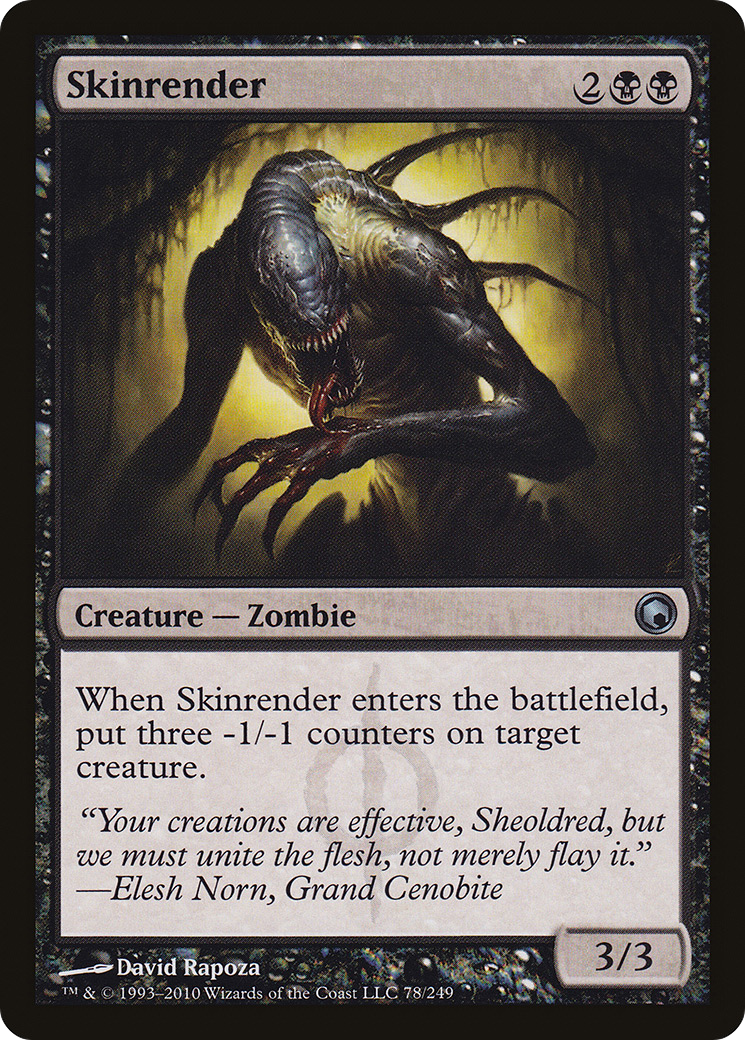 Skinrender 2
Creature — Zombie
When Skinrender enters the battlefield,
put three -1/-1 counters on target
creature.
“Your creations are effective, Sheoldred, but
we must unite the flesh, not merely flay it.”
—Elesh Norn, Grand Cenobite
3/3
David Rapoza
™ & © 1993–2010 Wizards of the Coast LLC 78/249